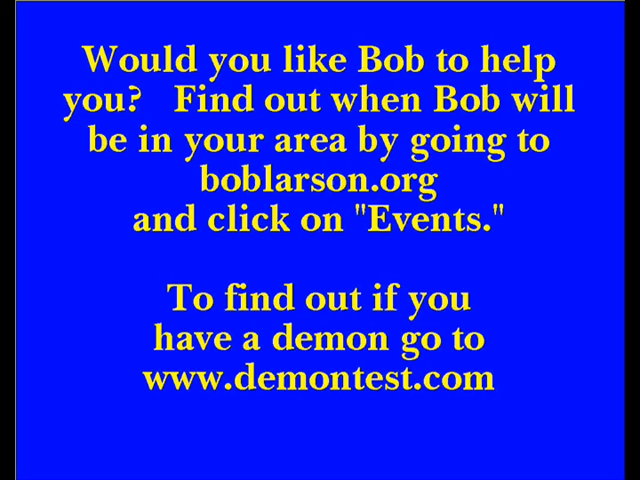 Would you like Bob to help
you? Find out when Bob will
be in your area by going to
boblarson.org
and click on "Events."
To find out if you
have a demon go to
www.demontest.com